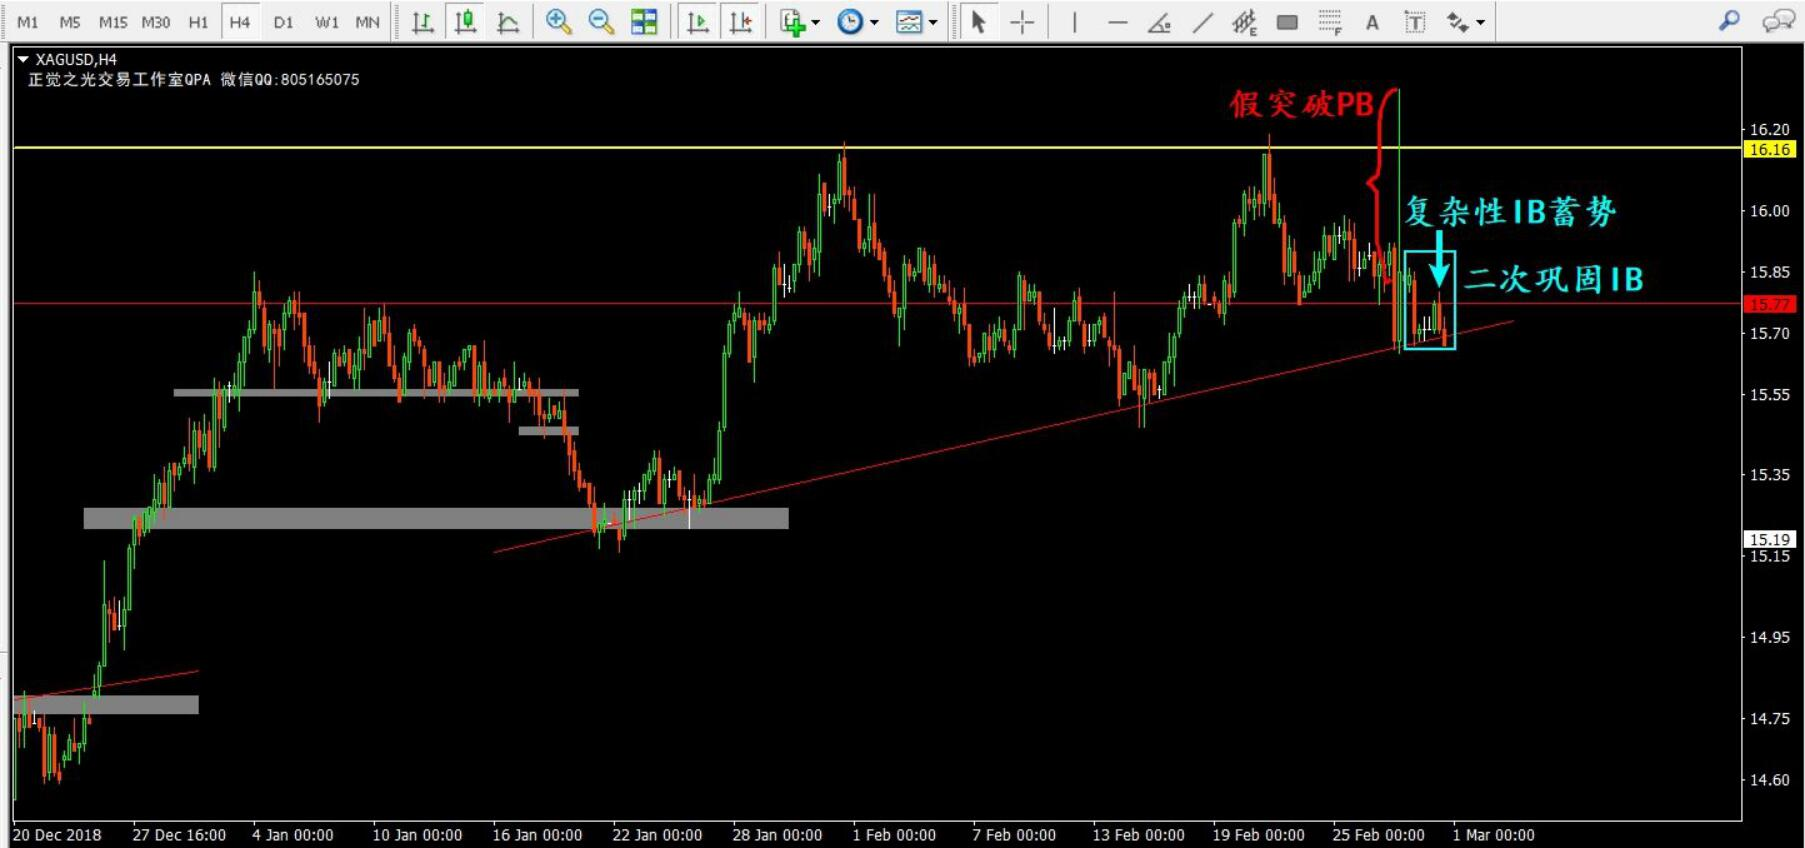 M1 M5 M15 M30 H1 H4 D1 W1 MN
E F A T
XAGUSD,H4
正觉之光交易工作室QPA 微信QQ:805165075
假突破PB
复杂性IB蓄势
二次巩固IB
16.20
16.16
16.00
15.85
15.77
15.70
15.55
15.35
15.19
15.15
14.95
14.75
14.60
20 Dec 2018 27 Dec 16:00 4 Jan 00:00 10 Jan 00:00 16 Jan 00:00 22 Jan 00:00 28 Jan 00:00 1 Feb 00:00 7 Feb 00:00 13 Feb 00:00 19 Feb 00:00 25 Feb 00:00 1 Mar 00:00